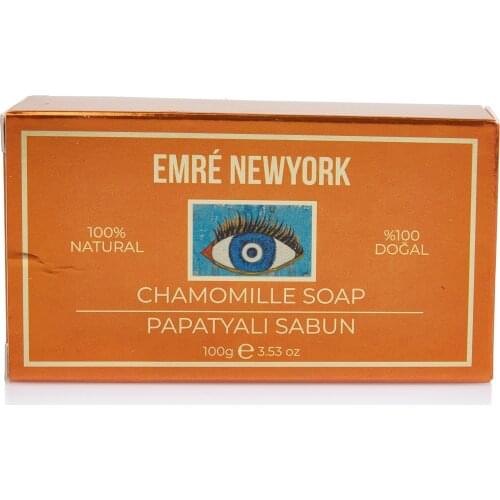 EMRÉ NEWYORK
100%
NATURAL
%100
DOĞAL
CHAMOMILLE SOAP
PAPATYALI SABUN
100g e 3.53 oz